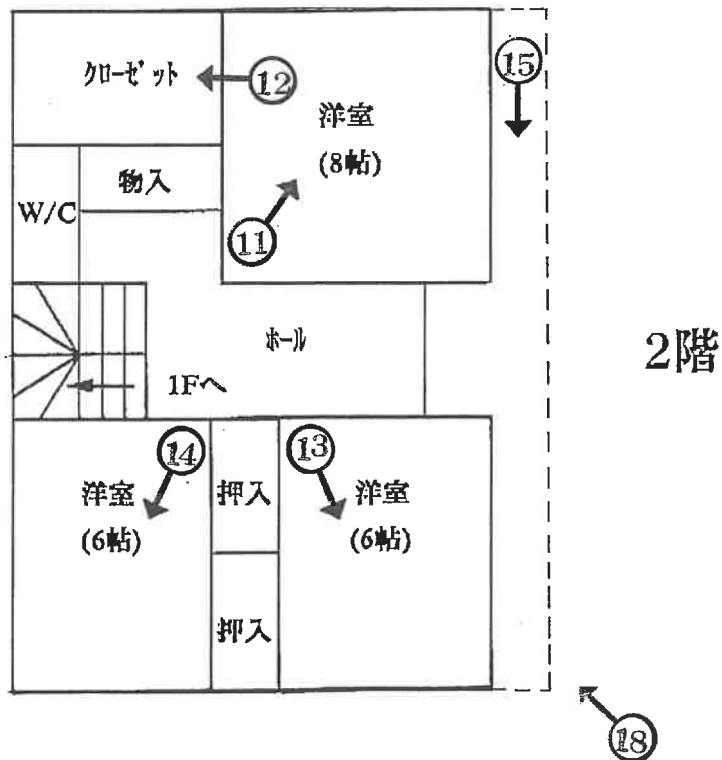 クローゼット
⑫
⑮
洋室
(8帖)
物入
W/C
⑪
ホール
2階
1Fへ
⑭
⑬
洋室
(6帖)
押入
洋室
(6帖)
押入
⑱